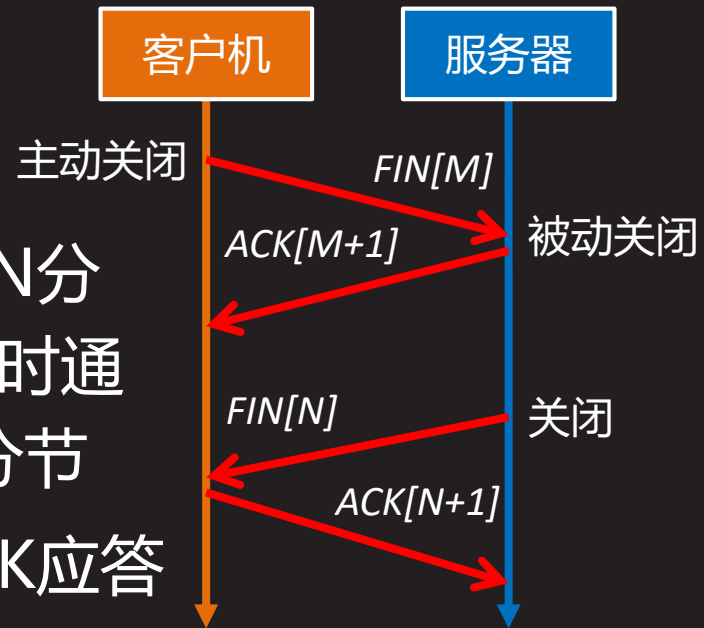 客户机
服务器
主动关闭
FIN[M]
ACK[M+1]
被动关闭
N分
时通
FIN[N]
关闭
分节
ACK[N+1]
K应答